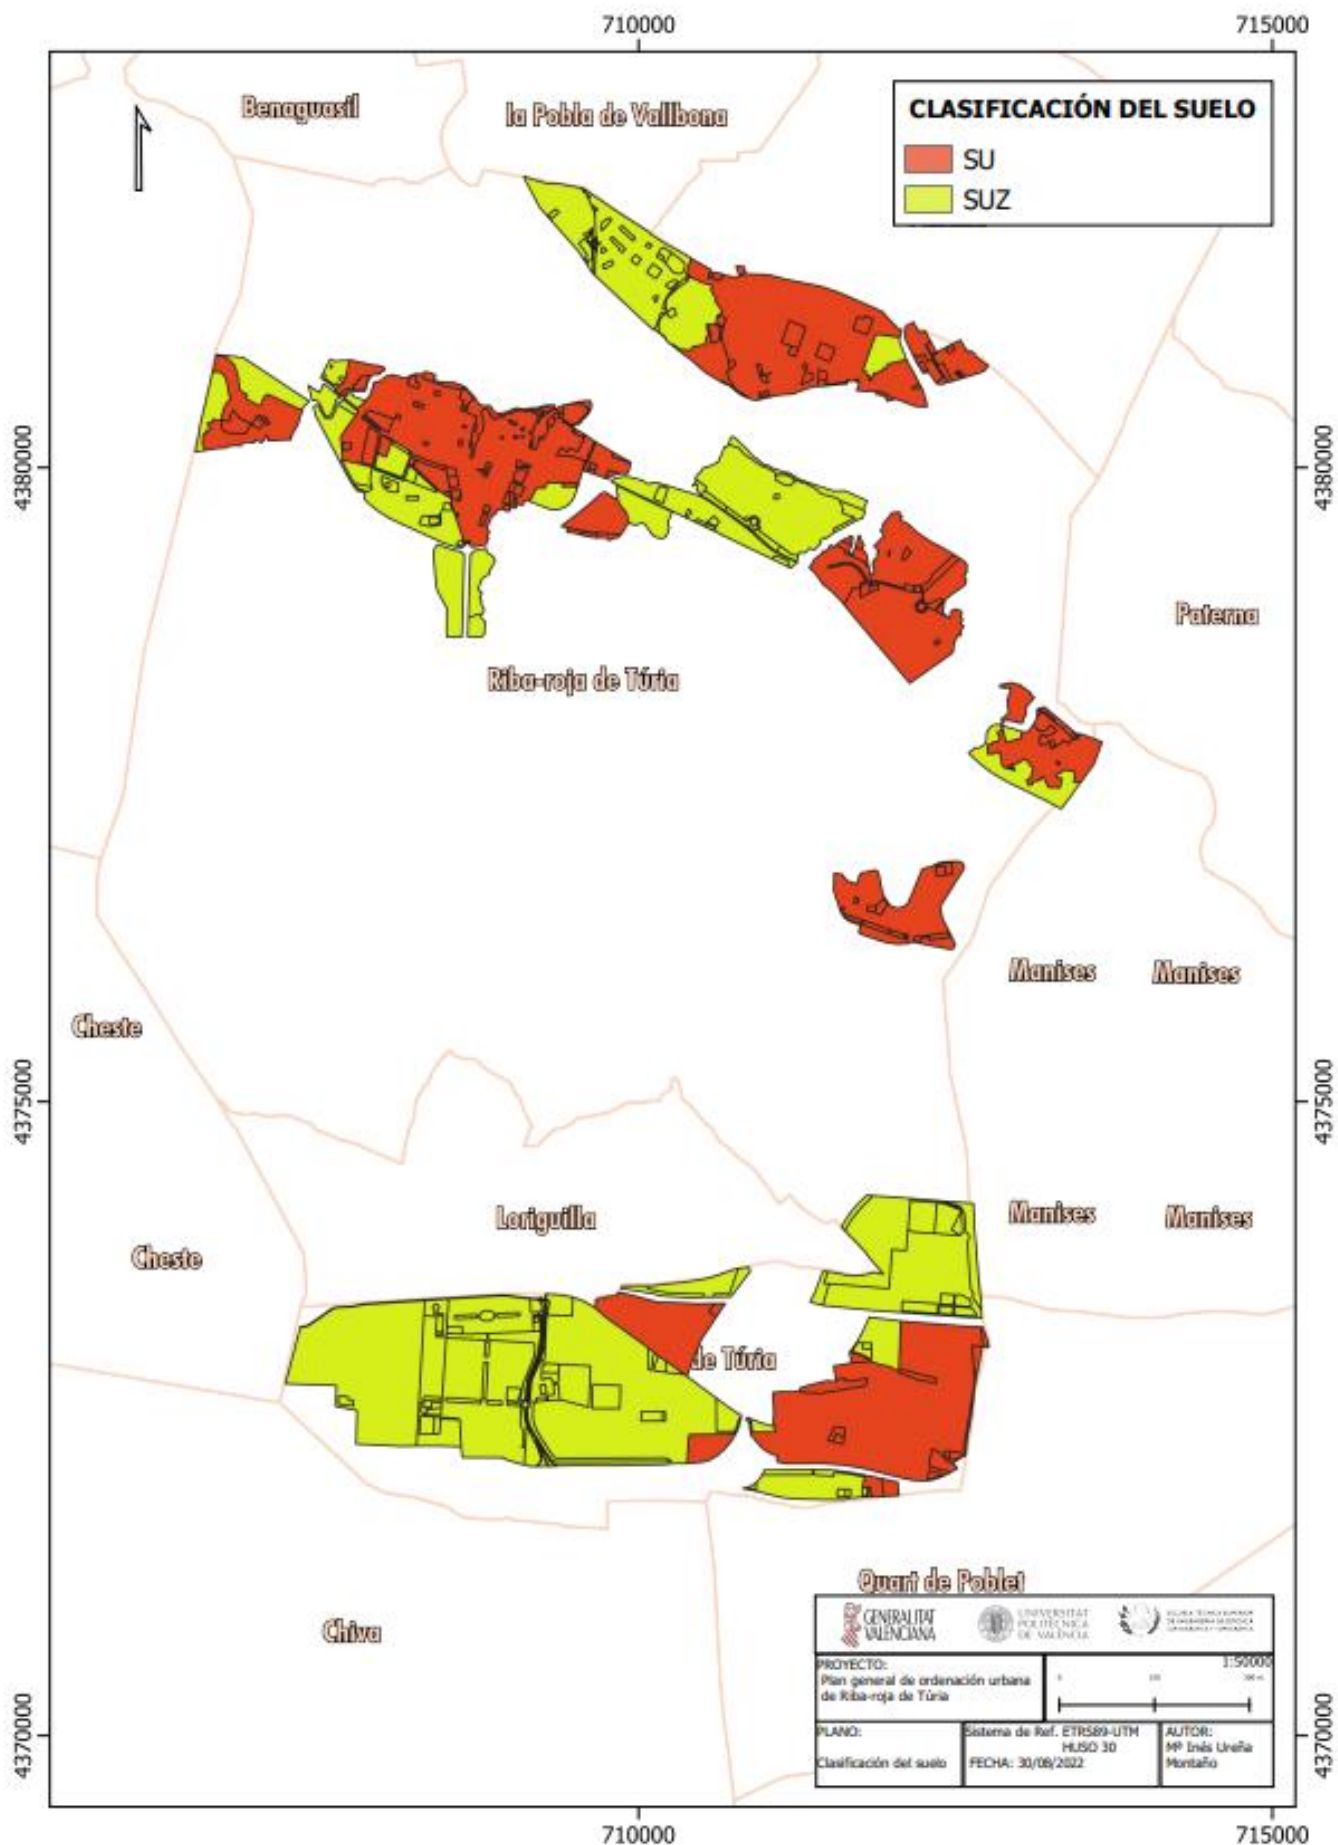 710000
715000
Benaguasil
la Pobla de Vallbona
CLASIFICACIÓN DEL SUELO
SU
SUZ
4380000
4380000
Paterna
Riba-roja de Túria
Manises
Manises
Cheste
4375000
4375000
Loriguilla
Manises
Manises
Cheste
de Túria
Quart de Poblet
Chiva
GENERALITAT
VALENCIANA
UNIVERSITAT
POLITÈCNICA
DE VALÈNCIA
PROYECTO:
Plan general de ordenación urbana
de Riba-roja de Túria
1:50000
0
PLANO:
Clasificación del suelo
Sistema de Ref. ETRS89-UTM
HUSO 30
FECHA: 30/08/2022
AUTOR:
Mª Inés Ureña
Montaño
4370000
4370000
710000
715000